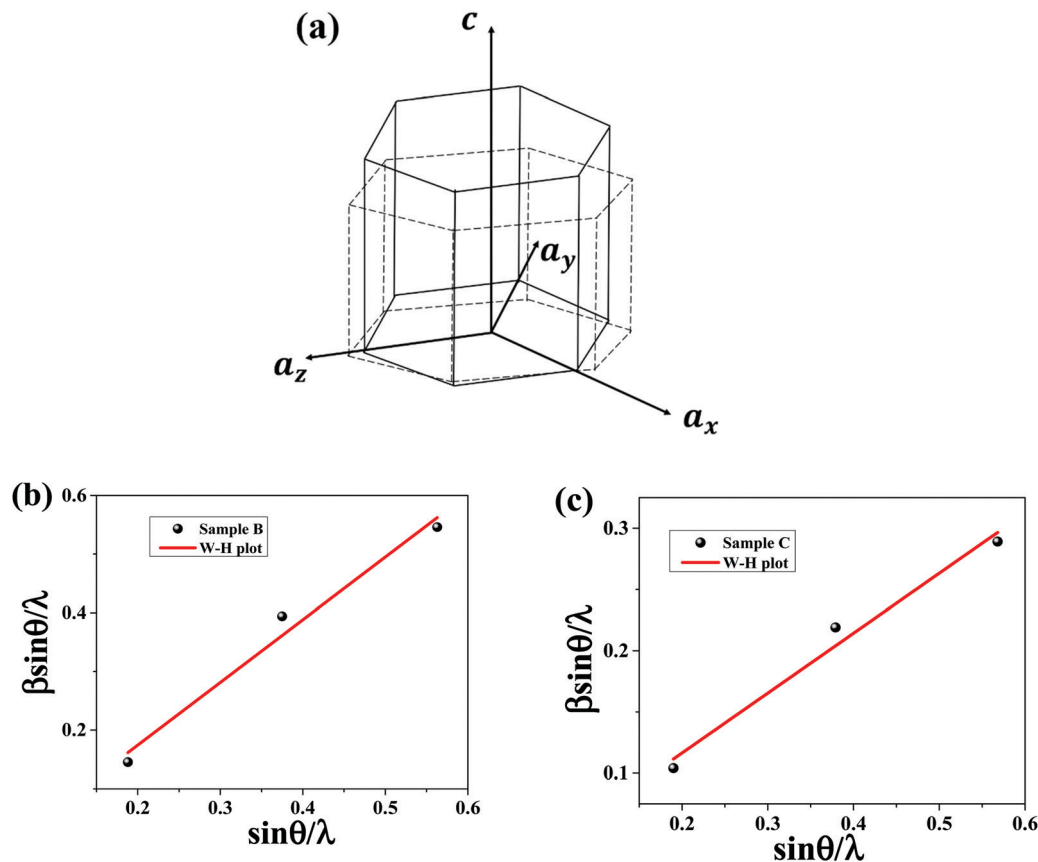 (a)
c
a_y
a_z
a_x
(b)
0.6
0.4
0.2
βsinθ/λ
Sample B
W-H plot
0.2 0.3 0.4 0.5 0.6
sinθ/λ
(c)
0.3
0.2
0.1
βsinθ/λ
Sample C
W-H plot
0.2 0.3 0.4 0.5 0.6
sinθ/λ